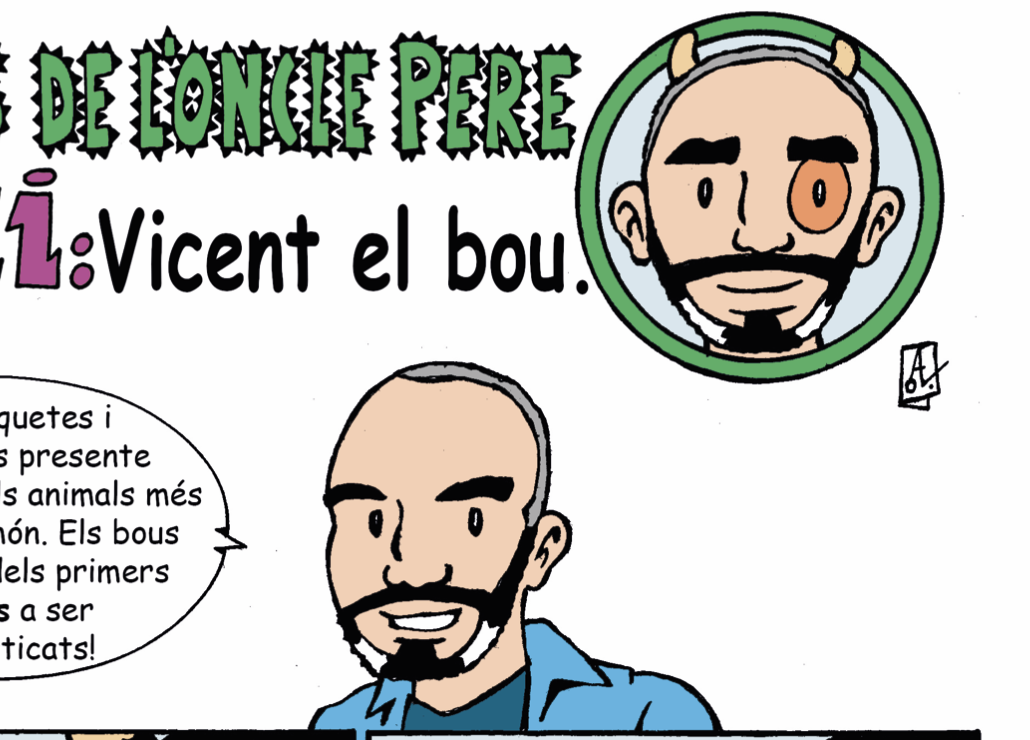 DE L'ONCLE PERE
i: Vicent el bou.
quetes i
s presente
ls animals més
món. Els bous
dels primers
s a ser
ticats!